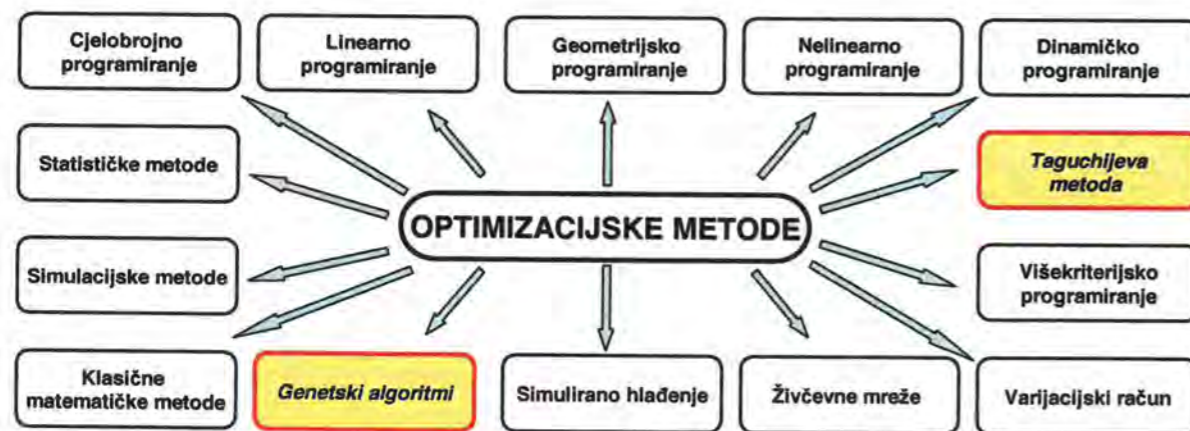 Cjelobrojno
programiranje
Linearno
programiranje
Geometrijsko
programiranje
Nelinearno
programiranje
Dinamičko
programiranje
Statističke metode
Taguchijeva
metoda
OPTIMIZACIJSKE METODE
Simulacijske metode
Višekriterijsko
programiranje
Klasične
matematičke metode
Genetski algoritmi
Simulirano hlađenje
Živčevne mreže
Varijacijski račun